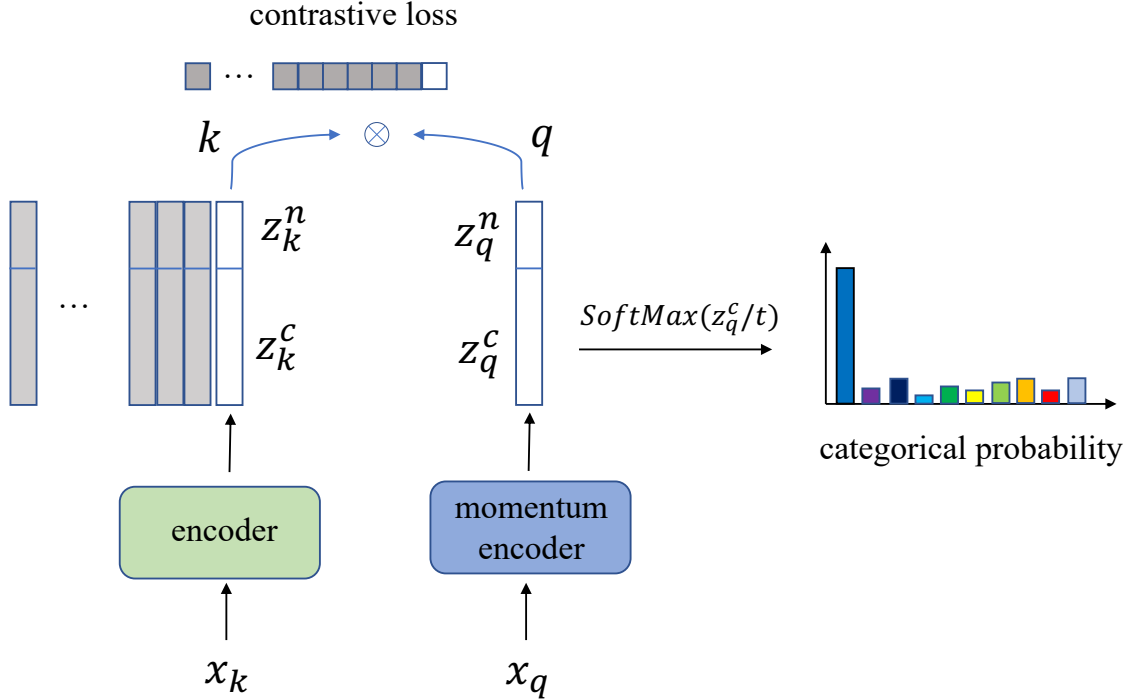 contrastive loss
...
k
q
z_k^n
z_q^n
...
SoftMax(z_q^c/t)
z_k^c
z_q^c
categorical probability
encoder
momentum
encoder
x_k
x_q